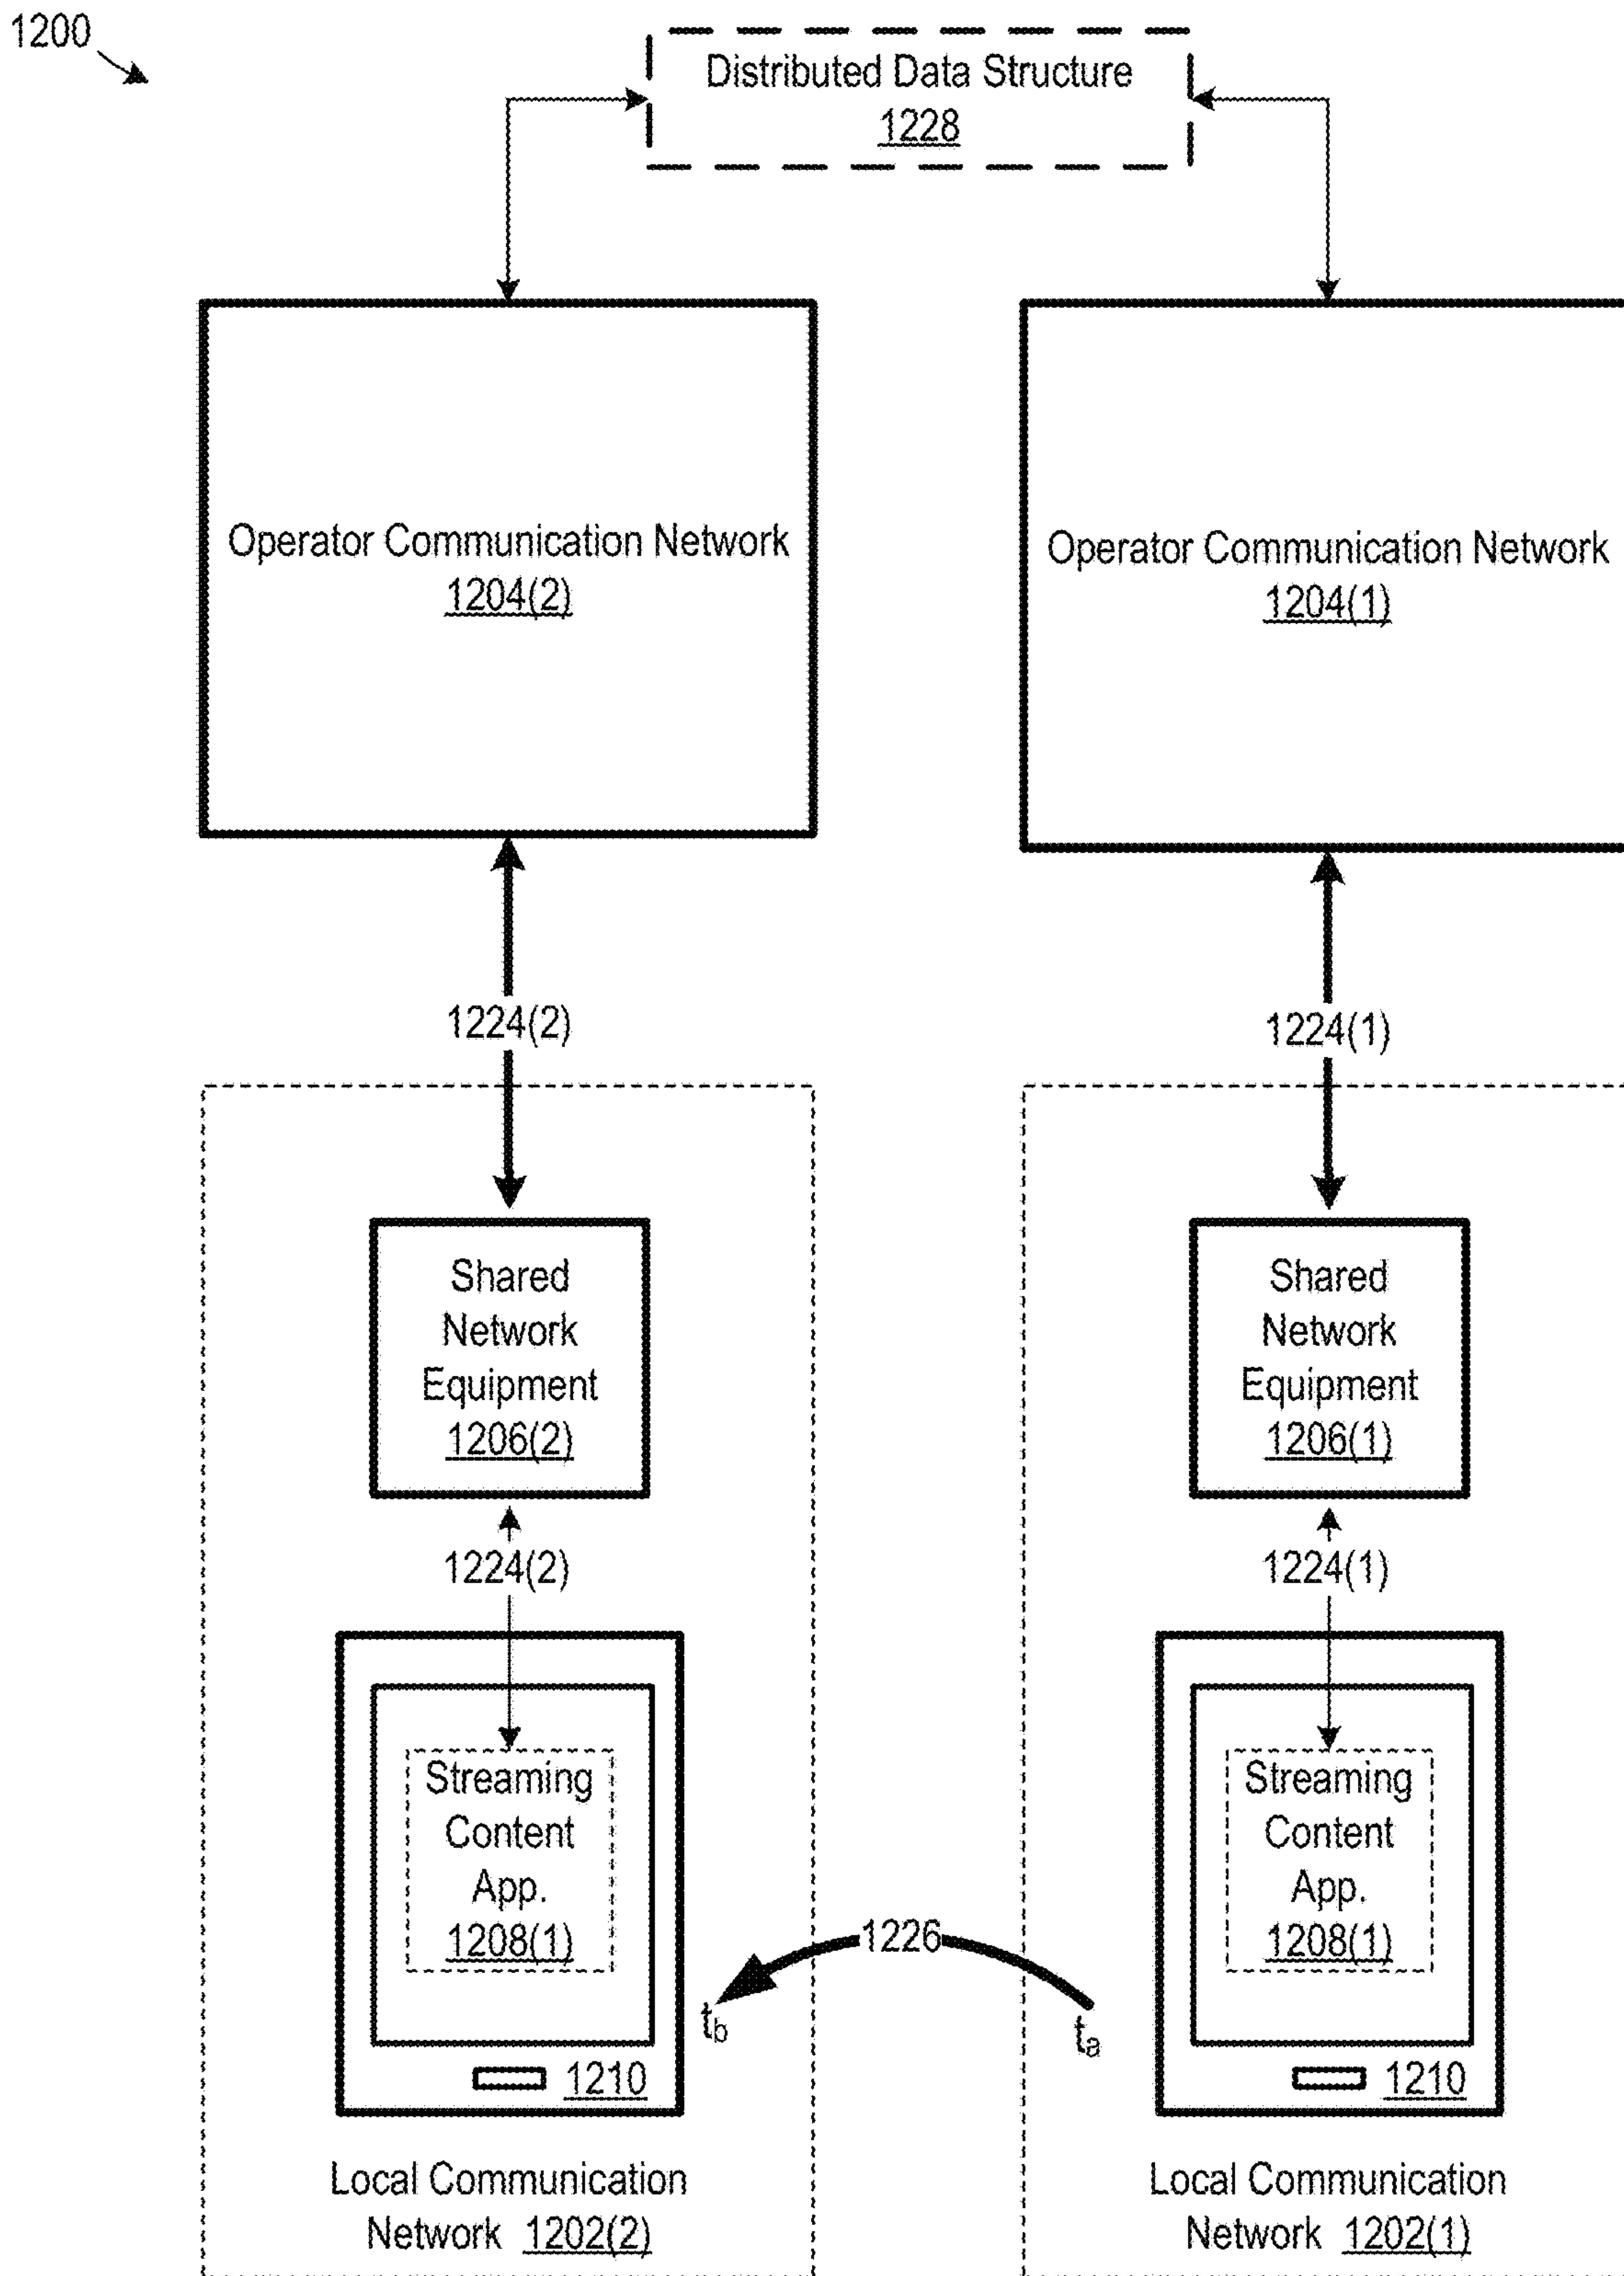 1200
Distributed Data Structure
1228
Operator Communication Network
1204(2)
Operator Communication Network
1204(1)
1224(2)
1224(1)
Shared
Network
Equipment
1206(2)
Shared
Network
Equipment
1206(1)
1224(2)
1224(1)
Streaming
Content
App.
1208(1)
Streaming
Content
App.
1208(1)
1226
tb
ta
1210
1210
Local Communication
Network 1202(2)
Local Communication
Network 1202(1)